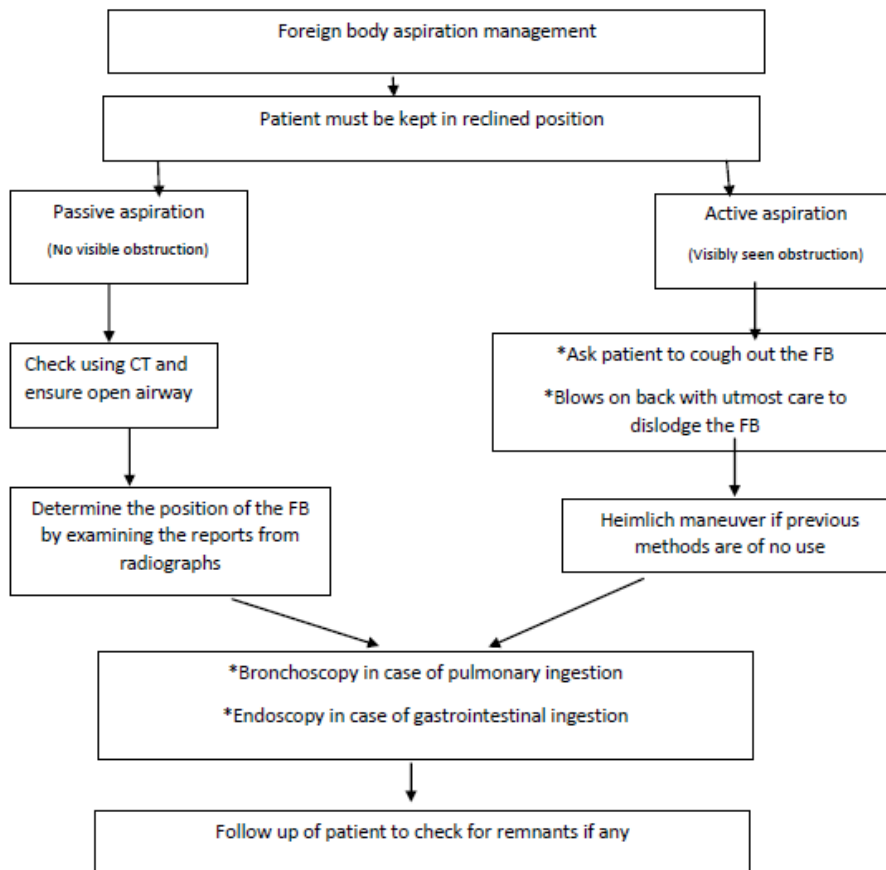 Foreign body aspiration management
Patient must be kept in reclined position
Passive aspiration
(No visible obstruction)
Active aspiration
(Visibly seen obstruction)
Check using CT and
ensure open airway
*Ask patient to cough out the FB
*Blows on back with utmost care to
dislodge the FB
Determine the position of the FB
by examining the reports from
radiographs
Heimlich maneuver if previous
methods are of no use
*Bronchoscopy in case of pulmonary ingestion
*Endoscopy in case of gastrointestinal ingestion
Follow up of patient to check for remnants if any